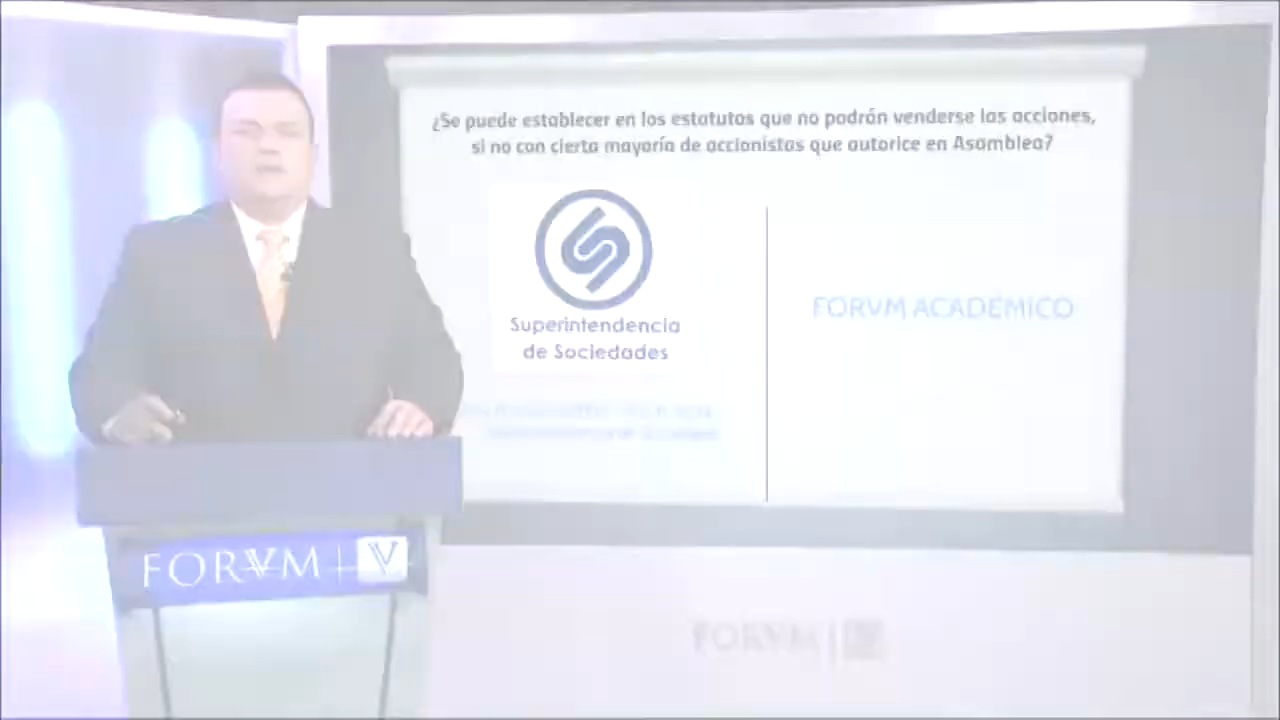 ¿Se puede establecer en los estatutos que no podrán venderse las acciones,
si no con cierta mayoría de accionistas que autorice en Asamblea?
Superintendencia
de Sociedades
FORVM ACADÉMICO
FORVM | V
FORVM